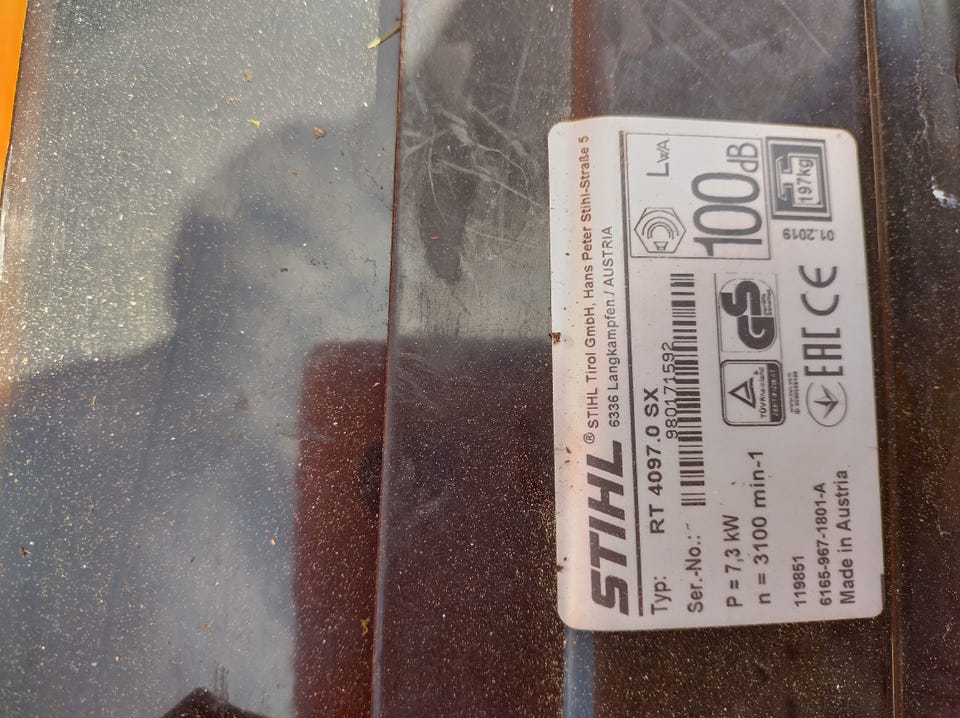 STIHL ® STIHL Tirol GmbH, Hans Peter Stihl-Straße 5
6336 Langkampfen / AUSTRIA
Typ: RT 4097.0 SX
Ser.-No.: 980171592
P = 7,3 kW
n = 3100 min-1
119851
6165-967-1801-A
Made in Austria
LWA
100dB
197kg
01.2019
GS
TÜVRheinland
EAC CE